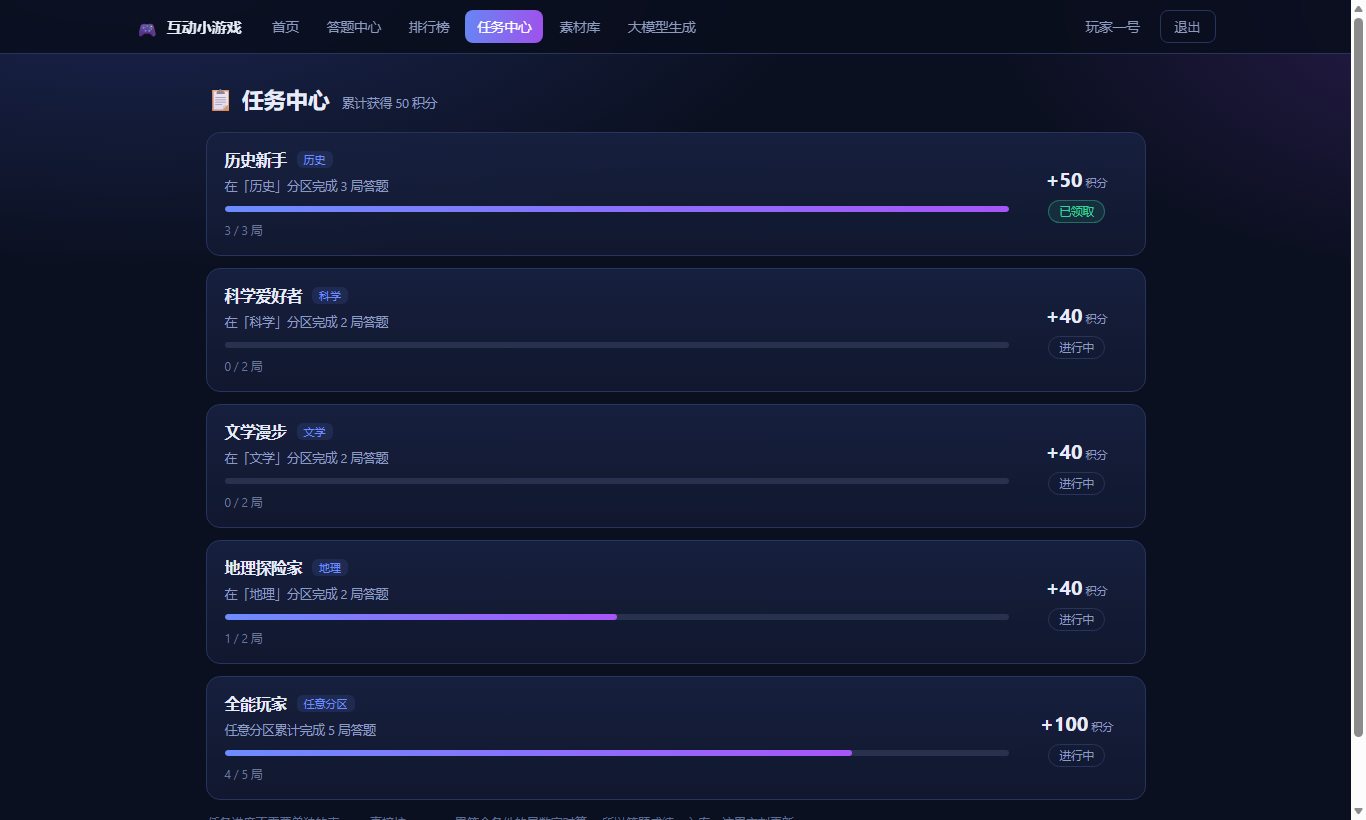 互动小游戏 首页 答题中心 排行榜 任务中心 素材库 大模型生成 玩家一号 退出
任务中心 累计获得 50 积分
历史新手 历史
在「历史」分区完成 3 局答题
3 / 3 局
+50 积分
已领取
科学爱好者 科学
在「科学」分区完成 2 局答题
0 / 2 局
+40 积分
进行中
文学漫步 文学
在「文学」分区完成 2 局答题
0 / 2 局
+40 积分
进行中
地理探险家 地理
在「地理」分区完成 2 局答题
1 / 2 局
+40 积分
进行中
全能玩家 任意分区
任意分区累计完成 5 局答题
4 / 5 局
+100 积分
进行中